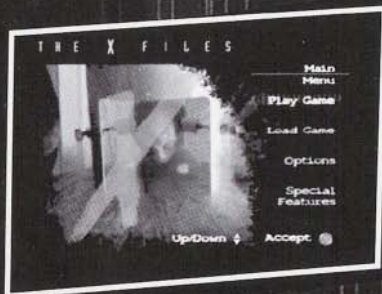 THE X FILES
Main
Menu
Play Game
Load Game
Options
Special
Features
Up/Down Accept